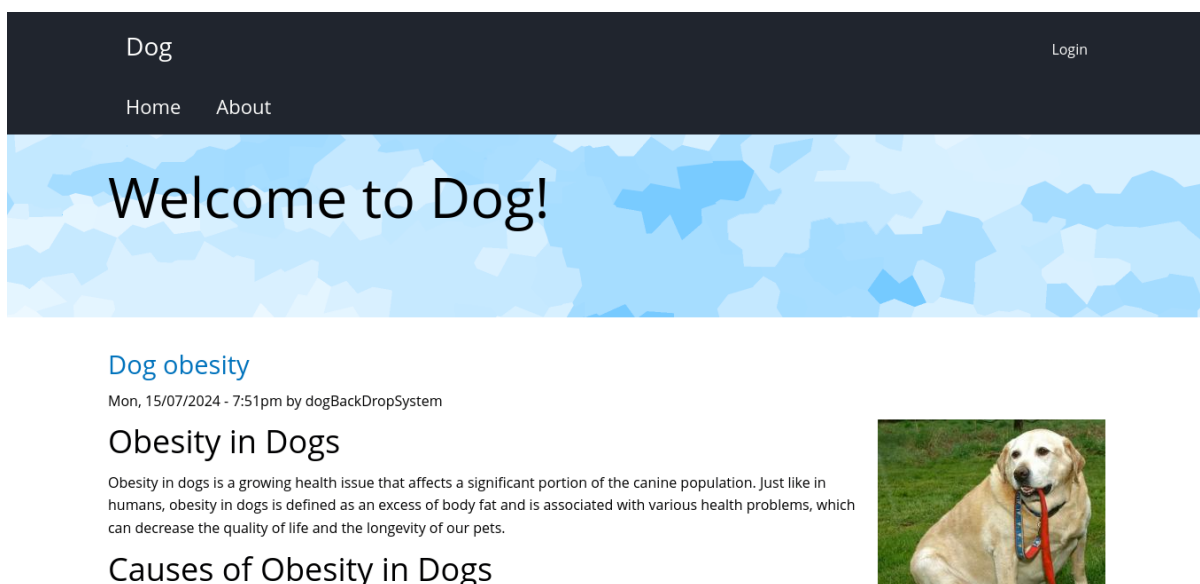 Dog
Login
Home About
Welcome to Dog!
Dog obesity
Mon, 15/07/2024 - 7:51pm by dogBackDropSystem
Obesity in Dogs
Obesity in dogs is a growing health issue that affects a significant portion of the canine population. Just like in
humans, obesity in dogs is defined as an excess of body fat and is associated with various health problems, which
can decrease the quality of life and the longevity of our pets.
Causes of Obesity in Dogs